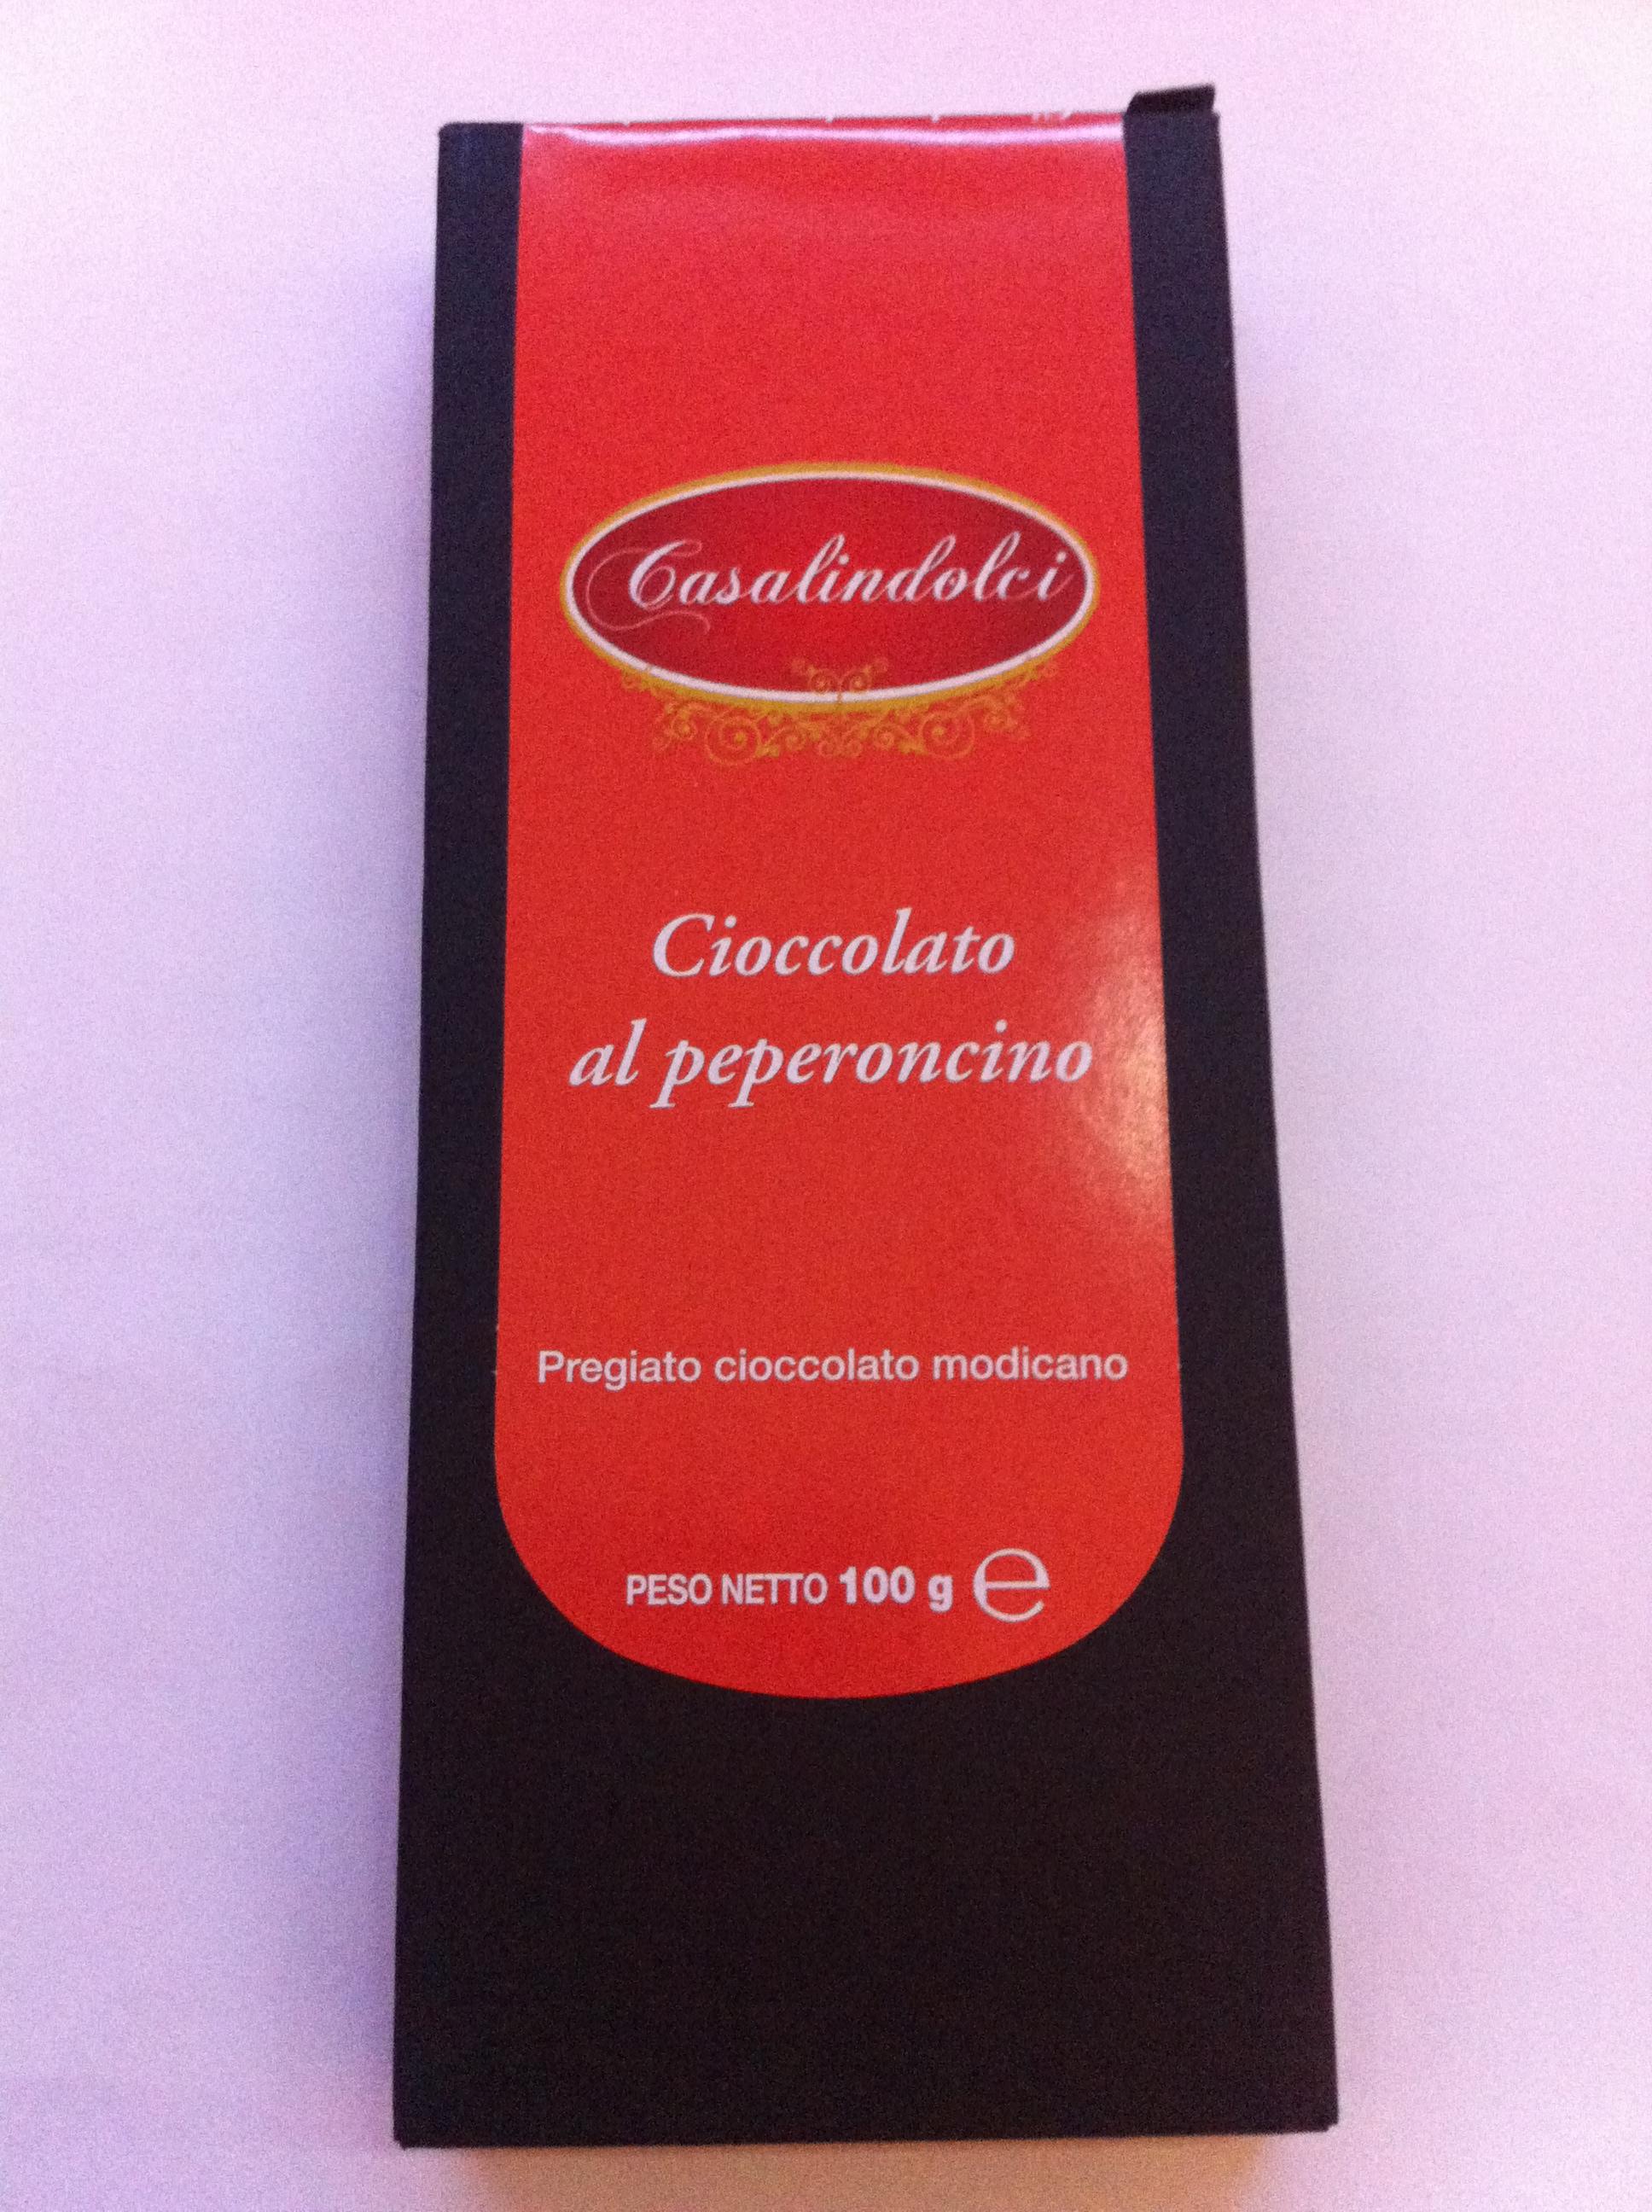 Casalindolci
Cioccolato
al peperoncino
Pregiato cioccolato modicano
PESO NETTO 100 g ℮